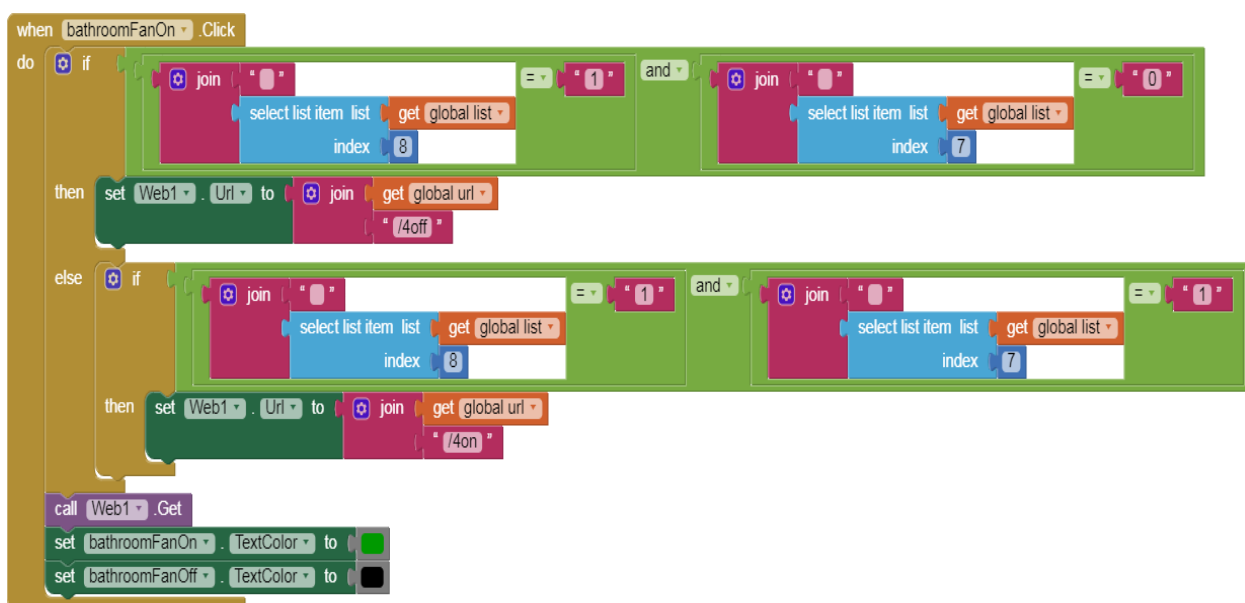 when bathroomFanOn .Click
do if join " " = " 1 " and join " " = " 0 "
select list item list get global list select list item list get global list
index 8 index 7
then set Web1 . Url to join get global url
" /4off "
else if join " " = " 1 " and join " " = " 1 "
select list item list get global list select list item list get global list
index 8 index 7
then set Web1 . Url to join get global url
" /4on "
call Web1 .Get
set bathroomFanOn . TextColor to
set bathroomFanOff . TextColor to